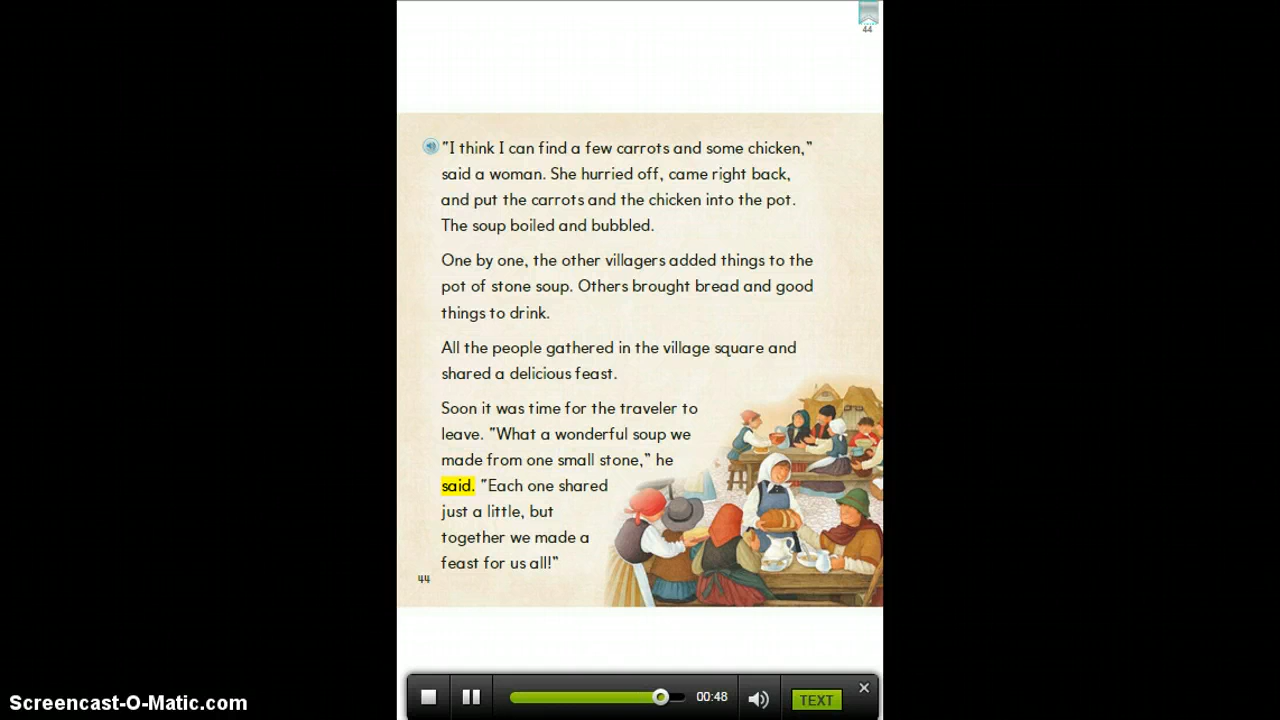 44
"I think I can find a few carrots and some chicken,"
said a woman. She hurried off, came right back,
and put the carrots and the chicken into the pot.
The soup boiled and bubbled.
One by one, the other villagers added things to the
pot of stone soup. Others brought bread and good
things to drink.
All the people gathered in the village square and
shared a delicious feast.
Soon it was time for the traveler to
leave. "What a wonderful soup we
made from one small stone," he
said. "Each one shared
just a little, but
together we made a
feast for us all!"
44
00:48
TEXT
Screencast-O-Matic.com